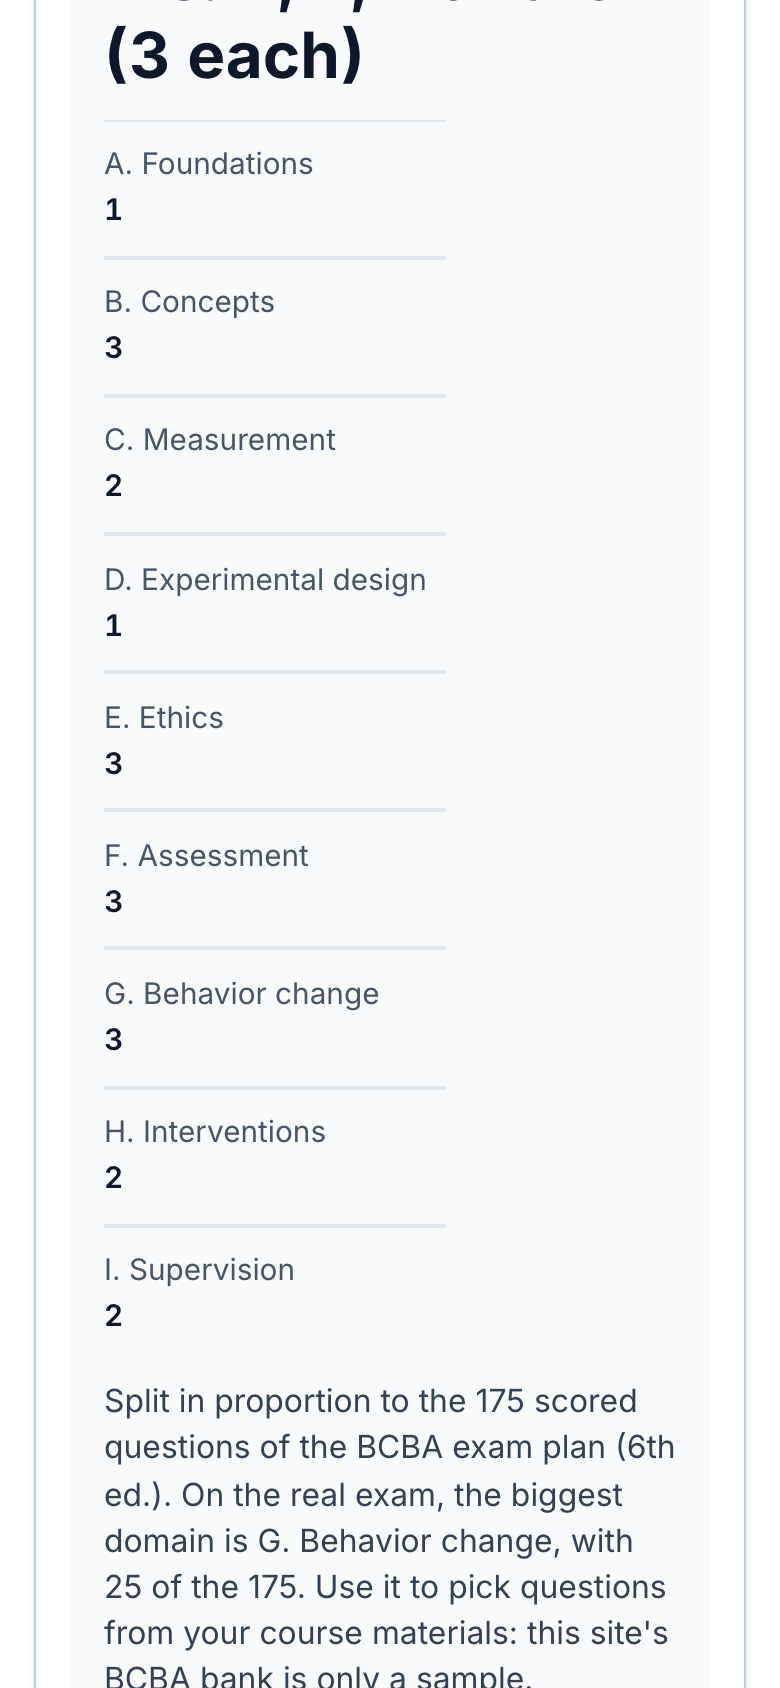 (3 each)
A. Foundations
1
B. Concepts
3
C. Measurement
2
D. Experimental design
1
E. Ethics
3
F. Assessment
3
G. Behavior change
3
H. Interventions
2
I. Supervision
2
Split in proportion to the 175 scored
questions of the BCBA exam plan (6th
ed.). On the real exam, the biggest
domain is G. Behavior change, with
25 of the 175. Use it to pick questions
from your course materials: this site's
BCBA bank is only a sample.